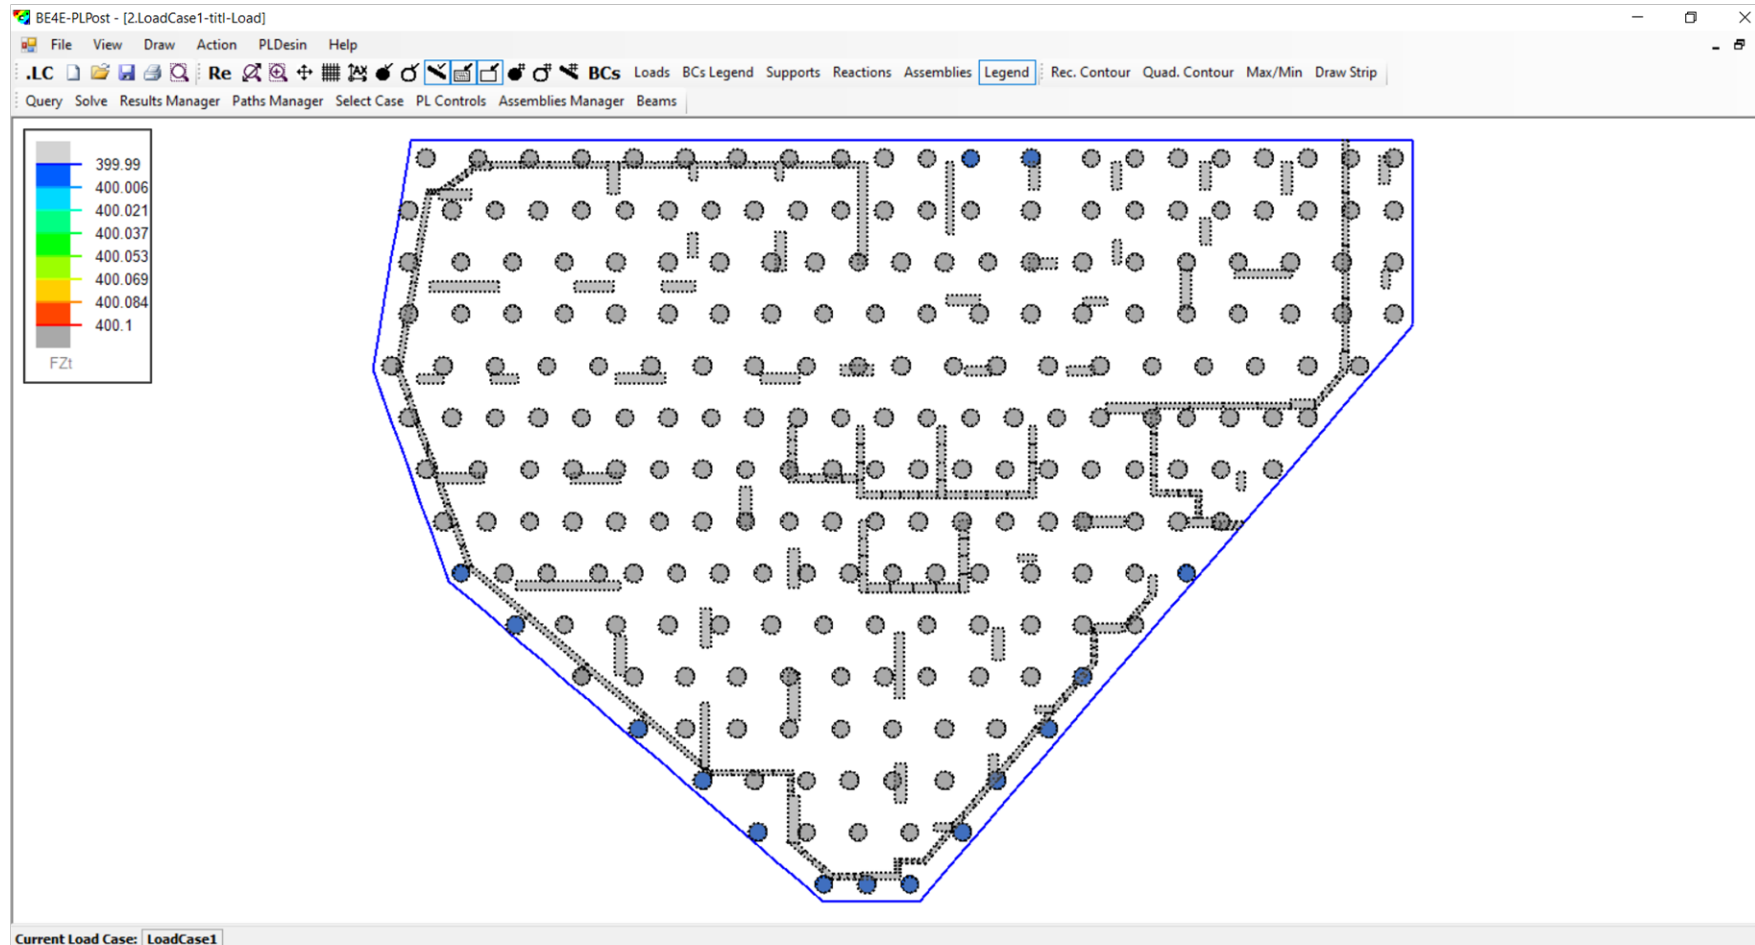 BE4E-PLPost - [2.LoadCase1-titl-Load]
File View Draw Action PLDesin Help
.LC Re BCs Loads BCs Legend Supports Reactions Assemblies Legend Rec. Contour Quad. Contour Max/Min Draw Strip
Query Solve Results Manager Paths Manager Select Case PL Controls Assemblies Manager Beams
399.99
400.006
400.021
400.037
400.053
400.069
400.084
400.1
FZt
Current Load Case: LoadCase1